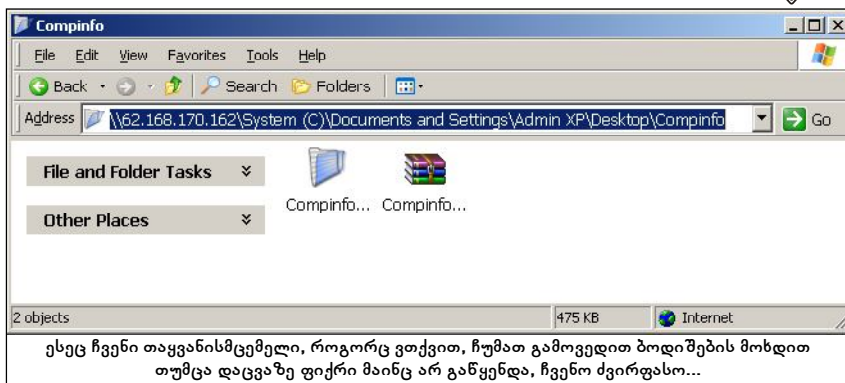 Compinfo
File Edit View Favorites Tools Help
Back Search Folders
Address \\62.168.170.162\System (C)\Documents and Settings\Admin XP\Desktop\Compinfo Go
File and Folder Tasks
Compinfo... Compinfo...
Other Places
2 objects 475 KB Internet
ესეც ჩვენი თაყვანისმცემელი, როგორც ვთქვით, ჩუმათ გამოვედით ბოდიშების მოხდით
თუმცა დაცვაზე ფიქრი მაინც არ გაწყენდა, ჩვენო ძვირფასო...